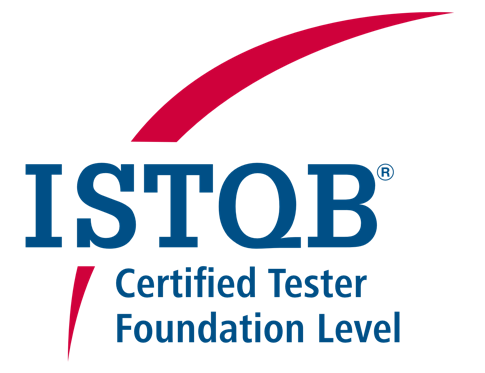 ISTQB®
Certified Tester
Foundation Level